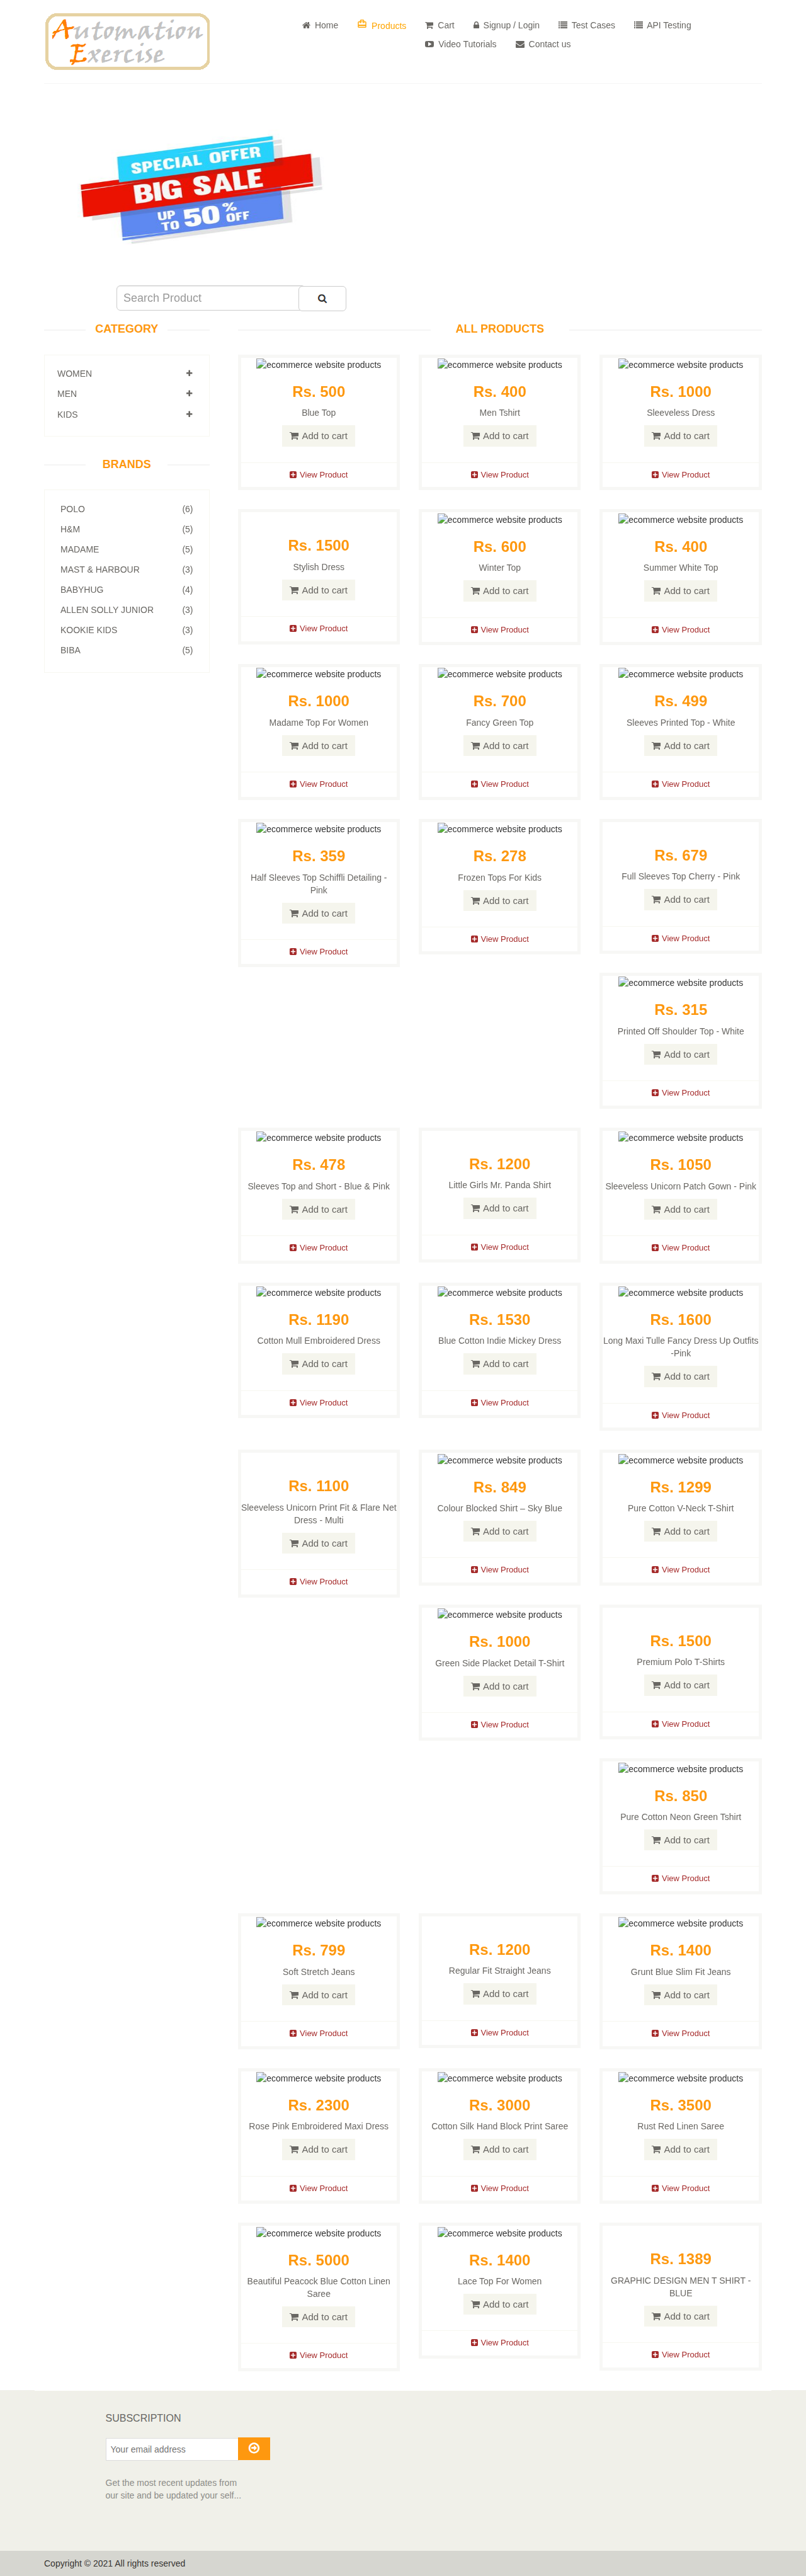 Automation
Exercise
Home
Products
Cart
Signup / Login
Test Cases
API Testing
Video Tutorials
Contact us
SPECIAL OFFER
BIG SALE
UP TO 50% OFF
Search Product
CATEGORY
WOMEN
MEN
KIDS
BRANDS
POLO (6)
H&M (5)
MADAME (5)
MAST & HARBOUR (3)
BABYHUG (4)
ALLEN SOLLY JUNIOR (3)
KOOKIE KIDS (3)
BIBA (5)
ALL PRODUCTS
ecommerce website products
Rs. 500
Blue Top
Add to cart
View Product
ecommerce website products
Rs. 400
Men Tshirt
Add to cart
View Product
ecommerce website products
Rs. 1000
Sleeveless Dress
Add to cart
View Product
Rs. 1500
Stylish Dress
Add to cart
View Product
ecommerce website products
Rs. 600
Winter Top
Add to cart
View Product
ecommerce website products
Rs. 400
Summer White Top
Add to cart
View Product
ecommerce website products
Rs. 1000
Madame Top For Women
Add to cart
View Product
ecommerce website products
Rs. 700
Fancy Green Top
Add to cart
View Product
ecommerce website products
Rs. 499
Sleeves Printed Top - White
Add to cart
View Product
ecommerce website products
Rs. 359
Half Sleeves Top Schiffli Detailing -
Pink
Add to cart
View Product
ecommerce website products
Rs. 278
Frozen Tops For Kids
Add to cart
View Product
Rs. 679
Full Sleeves Top Cherry - Pink
Add to cart
View Product
ecommerce website products
Rs. 315
Printed Off Shoulder Top - White
Add to cart
View Product
ecommerce website products
Rs. 478
Sleeves Top and Short - Blue & Pink
Add to cart
View Product
Rs. 1200
Little Girls Mr. Panda Shirt
Add to cart
View Product
ecommerce website products
Rs. 1050
Sleeveless Unicorn Patch Gown - Pink
Add to cart
View Product
ecommerce website products
Rs. 1190
Cotton Mull Embroidered Dress
Add to cart
View Product
ecommerce website products
Rs. 1530
Blue Cotton Indie Mickey Dress
Add to cart
View Product
ecommerce website products
Rs. 1600
Long Maxi Tulle Fancy Dress Up Outfits
-Pink
Add to cart
View Product
Rs. 1100
Sleeveless Unicorn Print Fit & Flare Net
Dress - Multi
Add to cart
View Product
ecommerce website products
Rs. 849
Colour Blocked Shirt – Sky Blue
Add to cart
View Product
ecommerce website products
Rs. 1299
Pure Cotton V-Neck T-Shirt
Add to cart
View Product
ecommerce website products
Rs. 1000
Green Side Placket Detail T-Shirt
Add to cart
View Product
Rs. 1500
Premium Polo T-Shirts
Add to cart
View Product
ecommerce website products
Rs. 850
Pure Cotton Neon Green Tshirt
Add to cart
View Product
ecommerce website products
Rs. 799
Soft Stretch Jeans
Add to cart
View Product
Rs. 1200
Regular Fit Straight Jeans
Add to cart
View Product
ecommerce website products
Rs. 1400
Grunt Blue Slim Fit Jeans
Add to cart
View Product
ecommerce website products
Rs. 2300
Rose Pink Embroidered Maxi Dress
Add to cart
View Product
ecommerce website products
Rs. 3000
Cotton Silk Hand Block Print Saree
Add to cart
View Product
ecommerce website products
Rs. 3500
Rust Red Linen Saree
Add to cart
View Product
ecommerce website products
Rs. 5000
Beautiful Peacock Blue Cotton Linen
Saree
Add to cart
View Product
ecommerce website products
Rs. 1400
Lace Top For Women
Add to cart
View Product
Rs. 1389
GRAPHIC DESIGN MEN T SHIRT -
BLUE
Add to cart
View Product
SUBSCRIPTION
Your email address
Get the most recent updates from
our site and be updated your self...
Copyright © 2021 All rights reserved